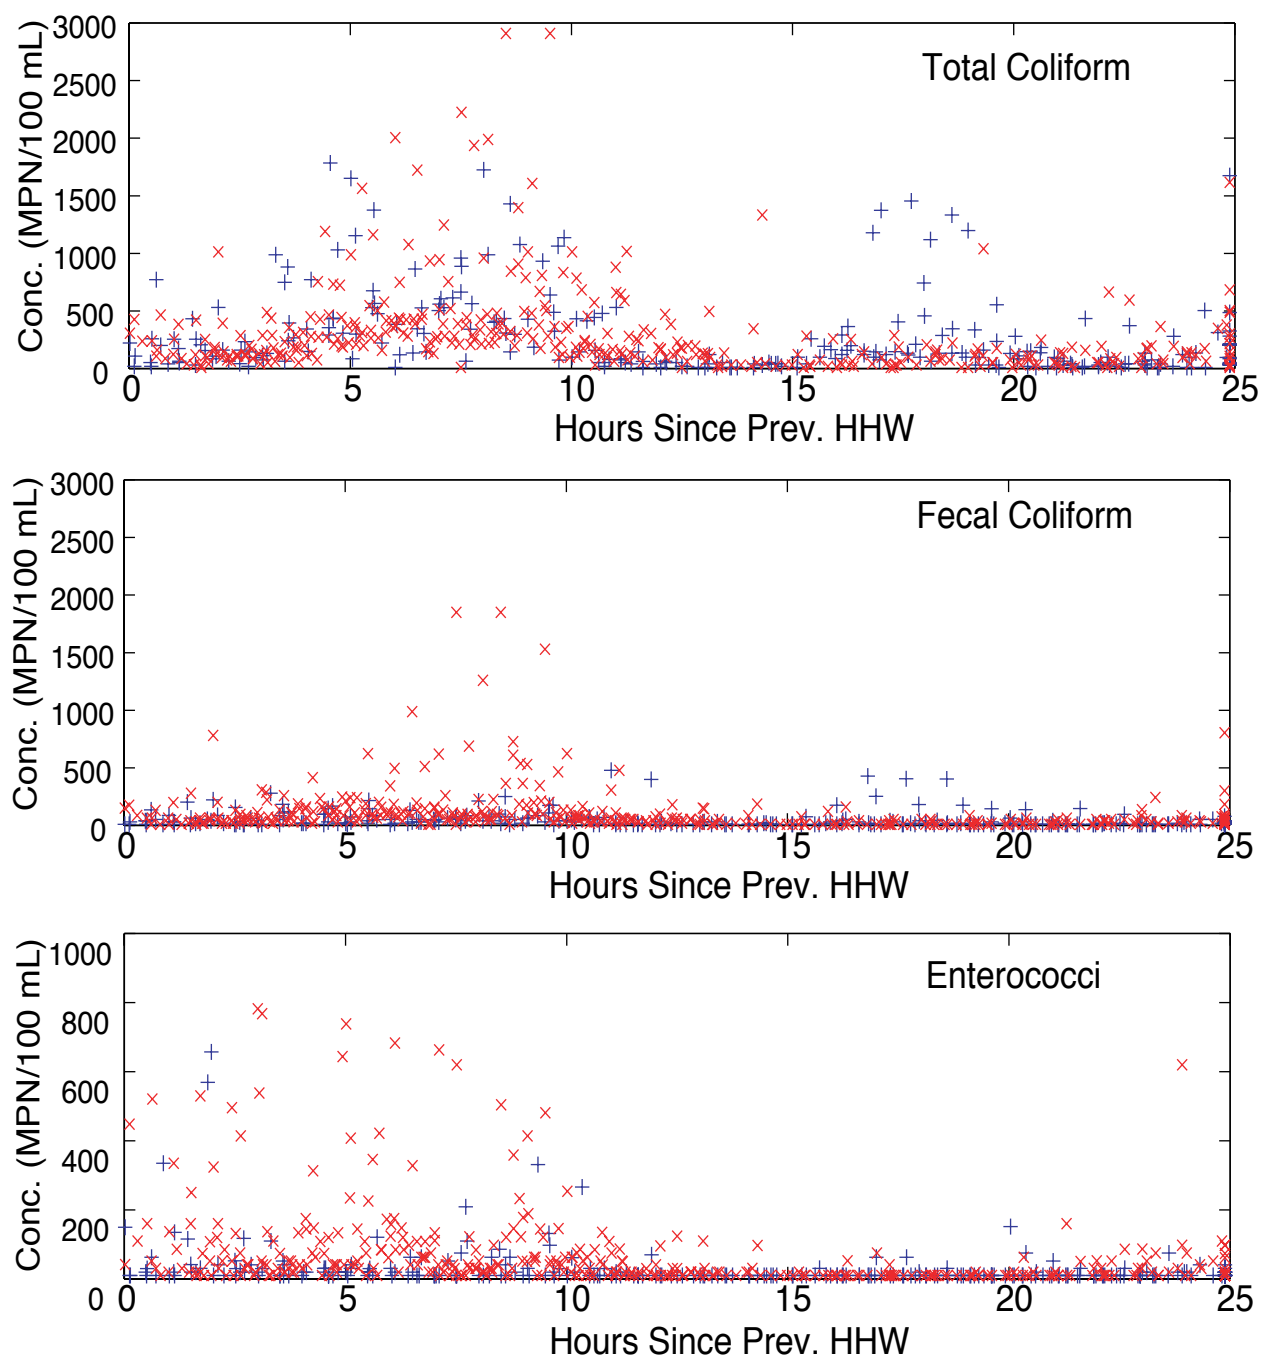 3000
2500
2000
1500
1000
500
0
Conc. (MPN/100 mL)
Total Coliform
0 5 10 15 20 25
Hours Since Prev. HHW
3000
2500
2000
1500
1000
500
0
Conc. (MPN/100 mL)
Fecal Coliform
0 5 10 15 20 25
Hours Since Prev. HHW
1000
800
600
400
200
0
Conc. (MPN/100 mL)
Enterococci
0 5 10 15 20 25
Hours Since Prev. HHW